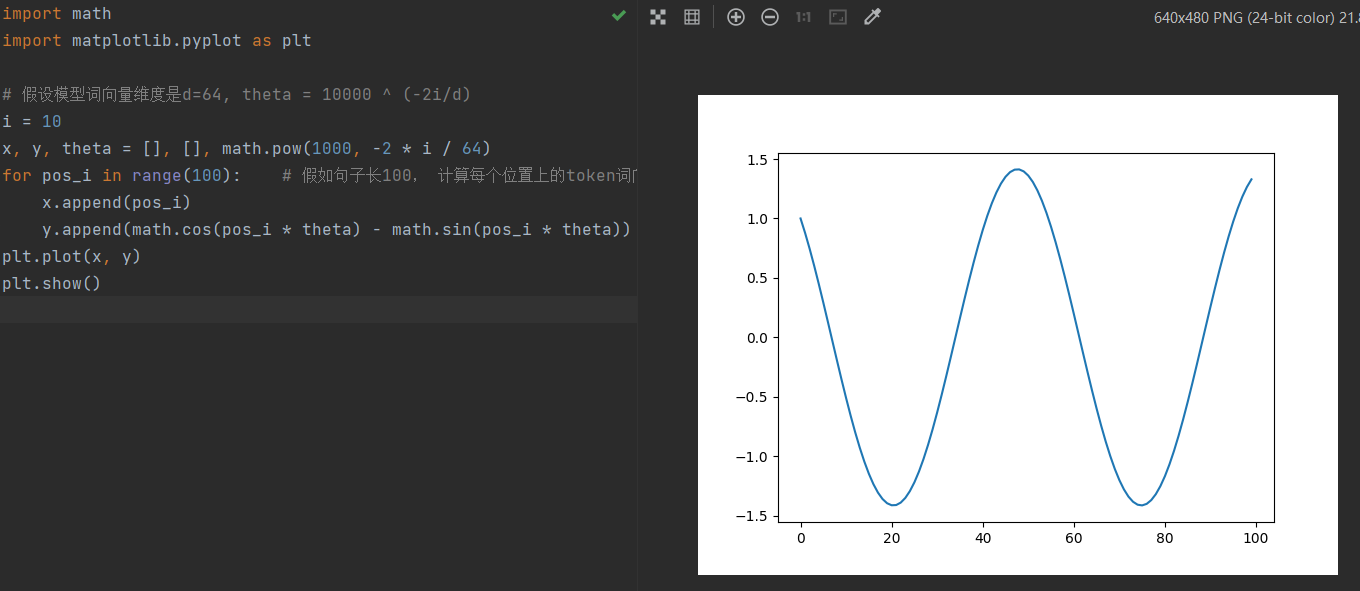 import math
import matplotlib.pyplot as plt
# 假设模型词向量维度是d=64, theta = 10000 ^ (-2i/d)
i = 10
x, y, theta = [], [], math.pow(1000, -2 * i / 64)
for pos_i in range(100):    # 假如句子长100, 计算每个位置上的token词
    x.append(pos_i)
    y.append(math.cos(pos_i * theta) - math.sin(pos_i * theta))
plt.plot(x, y)
plt.show()
1:1
640x480 PNG (24-bit color) 21.
1.5
1.0
0.5
0.0
−0.5
−1.0
−1.5
0 20 40 60 80 100